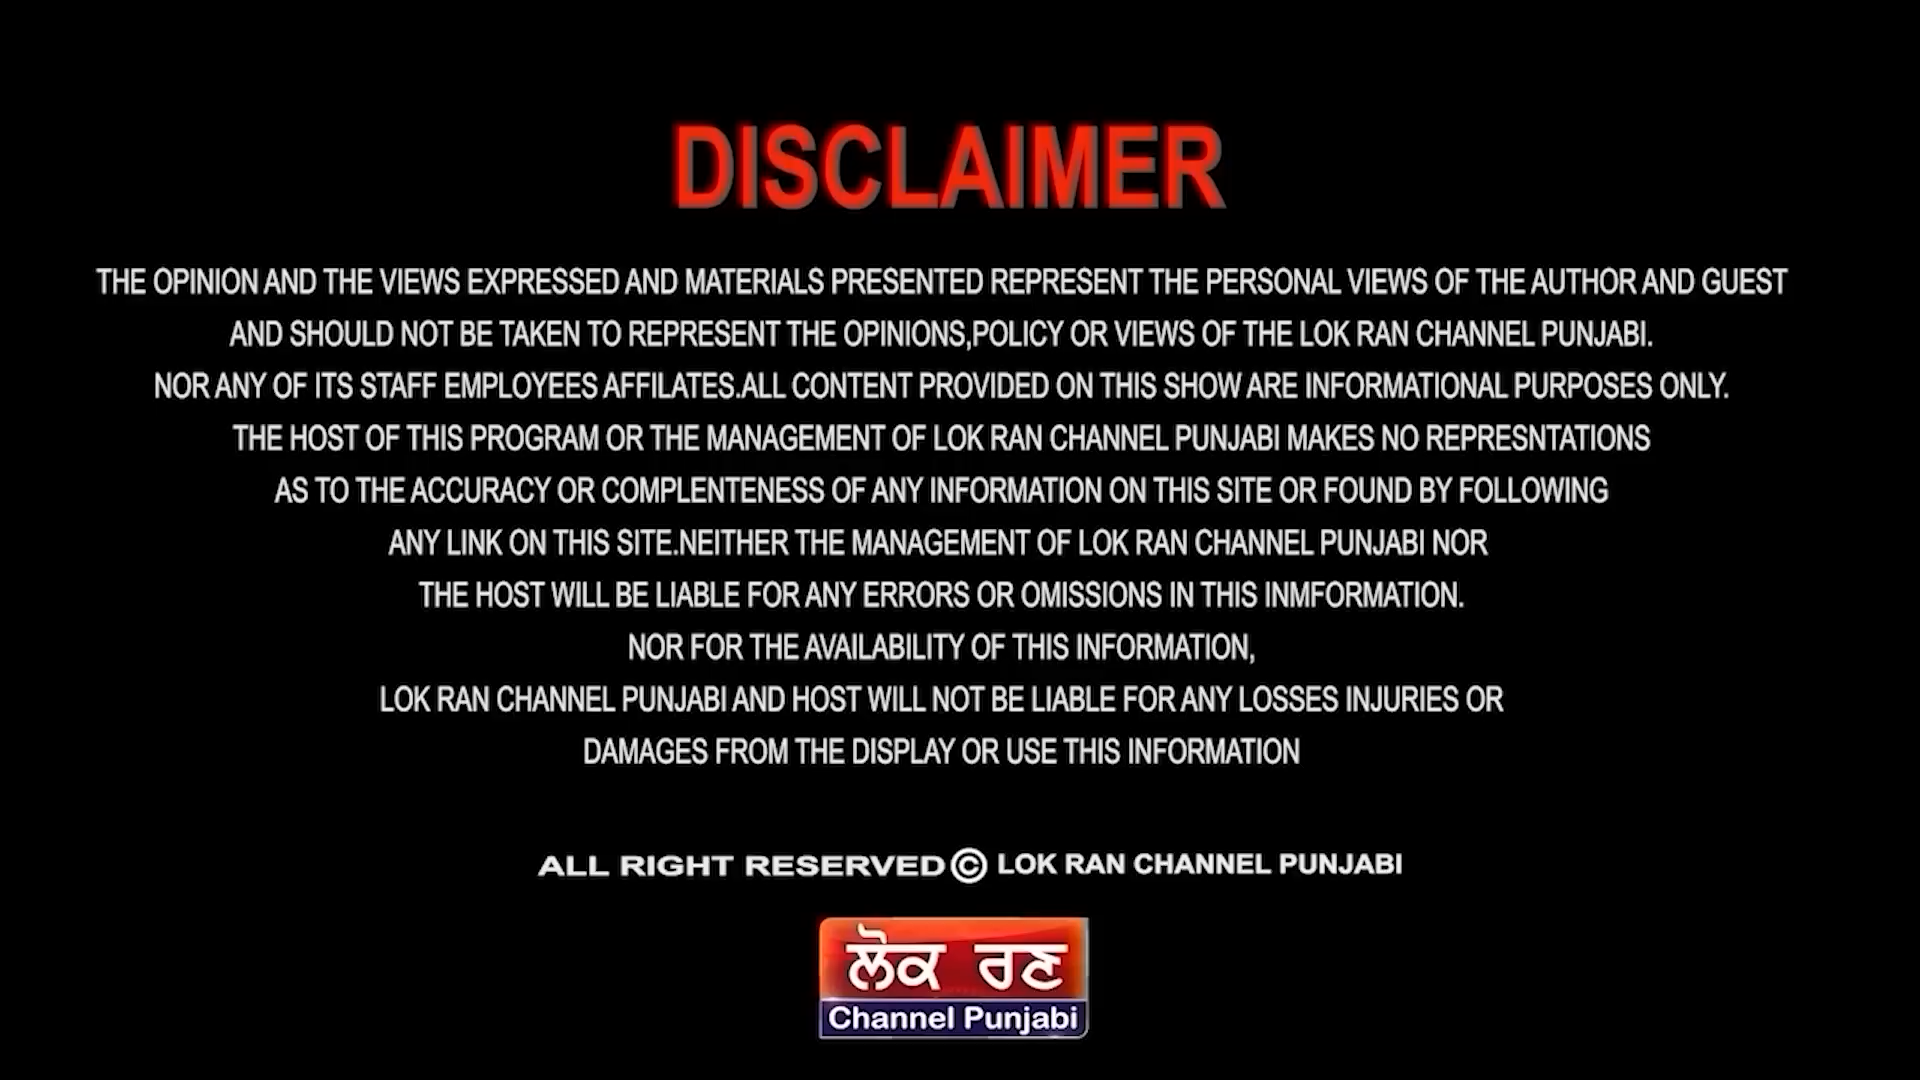 DISCLAIMER
THE OPINION AND THE VIEWS EXPRESSED AND MATERIALS PRESENTED REPRESENT THE PERSONAL VIEWS OF THE AUTHOR AND GUEST
AND SHOULD NOT BE TAKEN TO REPRESENT THE OPINIONS,POLICY OR VIEWS OF THE LOK RAN CHANNEL PUNJABI.
NOR ANY OF ITS STAFF EMPLOYEES AFFILATES.ALL CONTENT PROVIDED ON THIS SHOW ARE INFORMATIONAL PURPOSES ONLY.
THE HOST OF THIS PROGRAM OR THE MANAGEMENT OF LOK RAN CHANNEL PUNJABI MAKES NO REPRESNTATIONS
AS TO THE ACCURACY OR COMPLENTENESS OF ANY INFORMATION ON THIS SITE OR FOUND BY FOLLOWING
ANY LINK ON THIS SITE.NEITHER THE MANAGEMENT OF LOK RAN CHANNEL PUNJABI NOR
THE HOST WILL BE LIABLE FOR ANY ERRORS OR OMISSIONS IN THIS INMFORMATION.
NOR FOR THE AVAILABILITY OF THIS INFORMATION,
LOK RAN CHANNEL PUNJABI AND HOST WILL NOT BE LIABLE FOR ANY LOSSES INJURIES OR
DAMAGES FROM THE DISPLAY OR USE THIS INFORMATION
ALL RIGHT RESERVED © LOK RAN CHANNEL PUNJABI
ਲੋਕ ਰਣ
Channel Punjabi